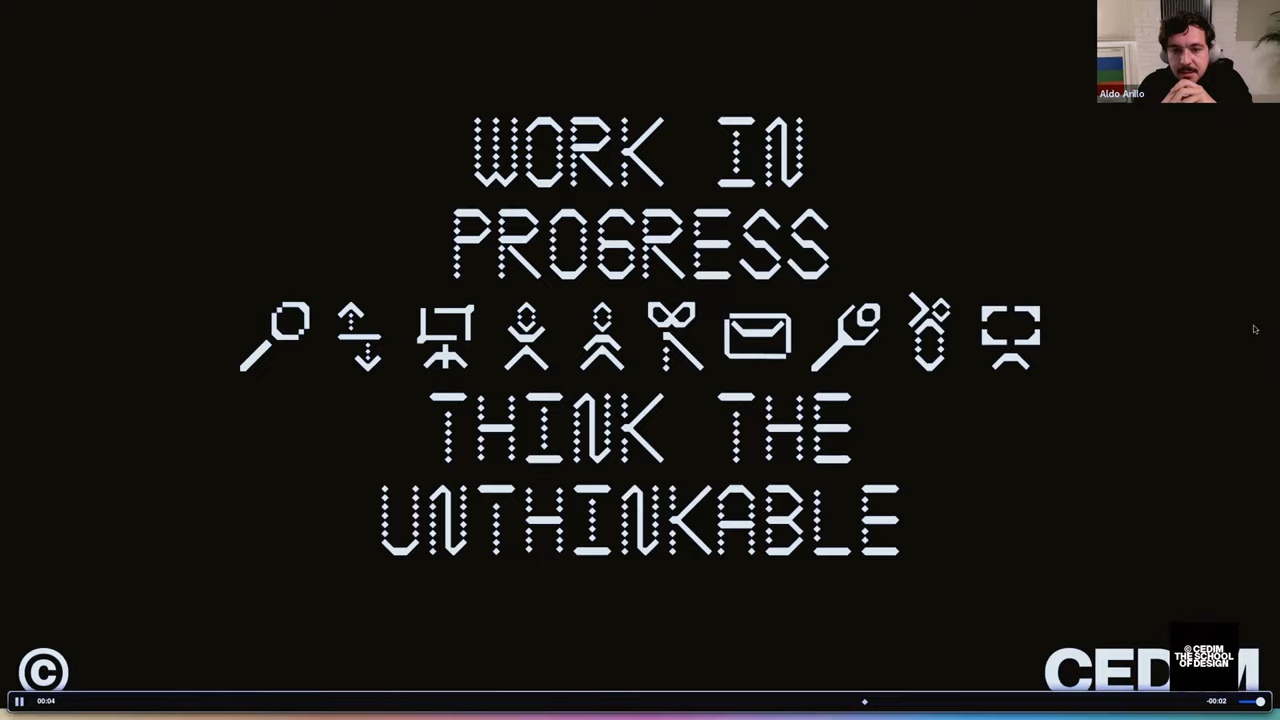 Aldo Arillo
WORK IN
PROGRESS
THINK THE
UNTHINKABLE
©
CEDIM
© CEDIM
THE SCHOOL
OF DESIGN
00:04
-00:02